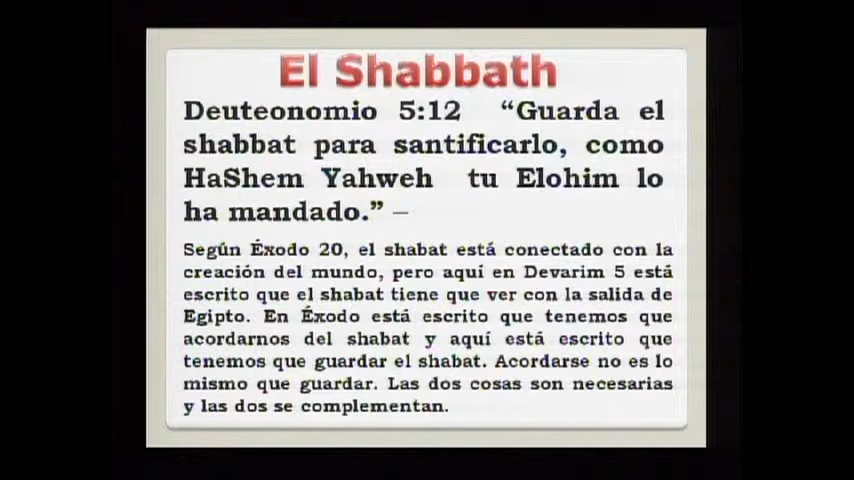 El Shabbath
Deuteonomio 5:12 “Guarda el
shabbat para santificarlo, como
HaShem Yahweh tu Elohim lo
ha mandado.” –
Según Éxodo 20, el shabat está conectado con la
creación del mundo, pero aquí en Devarim 5 está
escrito que el shabat tiene que ver con la salida de
Egipto. En Éxodo está escrito que tenemos que
acordarnos del shabat y aquí está escrito que
tenemos que guardar el shabat. Acordarse no es lo
mismo que guardar. Las dos cosas son necesarias
y las dos se complementan.